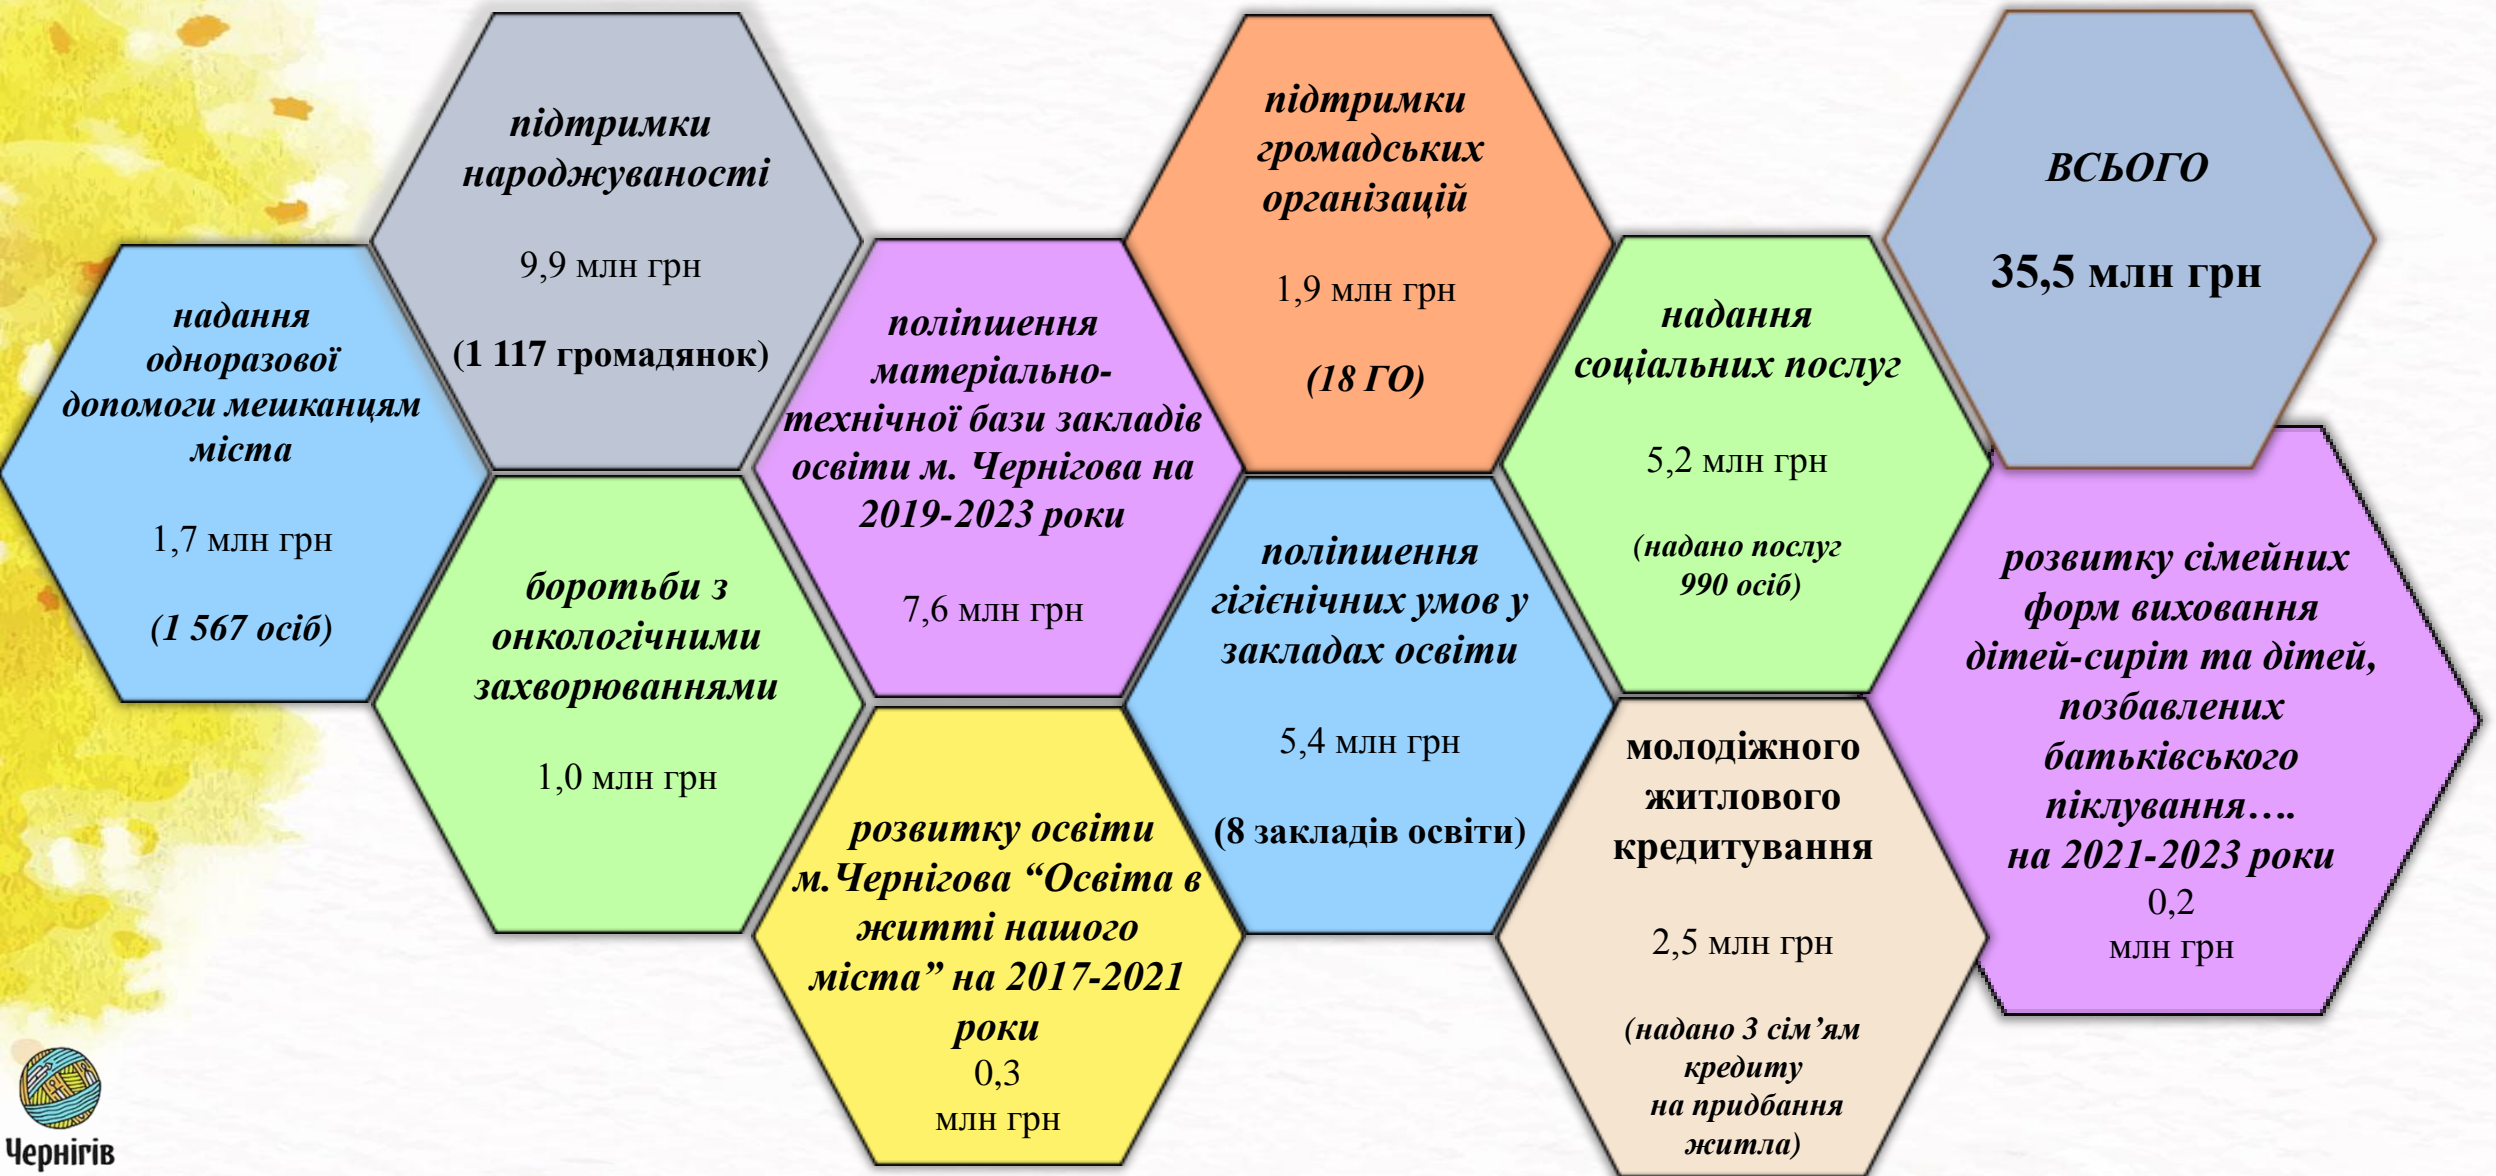 підтримки
народжуваності
9,9 млн грн
(1 117 громадянок)
підтримки
громадських
організацій
1,9 млн грн
(18 ГО)
ВСЬОГО
35,5 млн грн
надання
одноразової
допомоги мешканцям
міста
1,7 млн грн
(1 567 осіб)
поліпшення
матеріально-
технічної бази закладів
освіти м. Чернігова на
2019-2023 роки
7,6 млн грн
надання
соціальних послуг
5,2 млн грн
(надано послуг
990 осіб)
боротьби з
онкологічними
захворюваннями
1,0 млн грн
поліпшення
гігієнічних умов у
закладах освіти
5,4 млн грн
(8 закладів освіти)
розвитку сімейних
форм виховання
дітей-сиріт та дітей,
позбавлених
батьківського
піклування….
на 2021-2023 роки
0,2
млн грн
розвитку освіти
м.Чернігова “Освіта в
житті нашого
міста” на 2017-2021
роки
0,3
млн грн
молодіжного
житлового
кредитування
2,5 млн грн
(надано 3 сім’ям
кредиту
на придбання
житла)
Чернігів